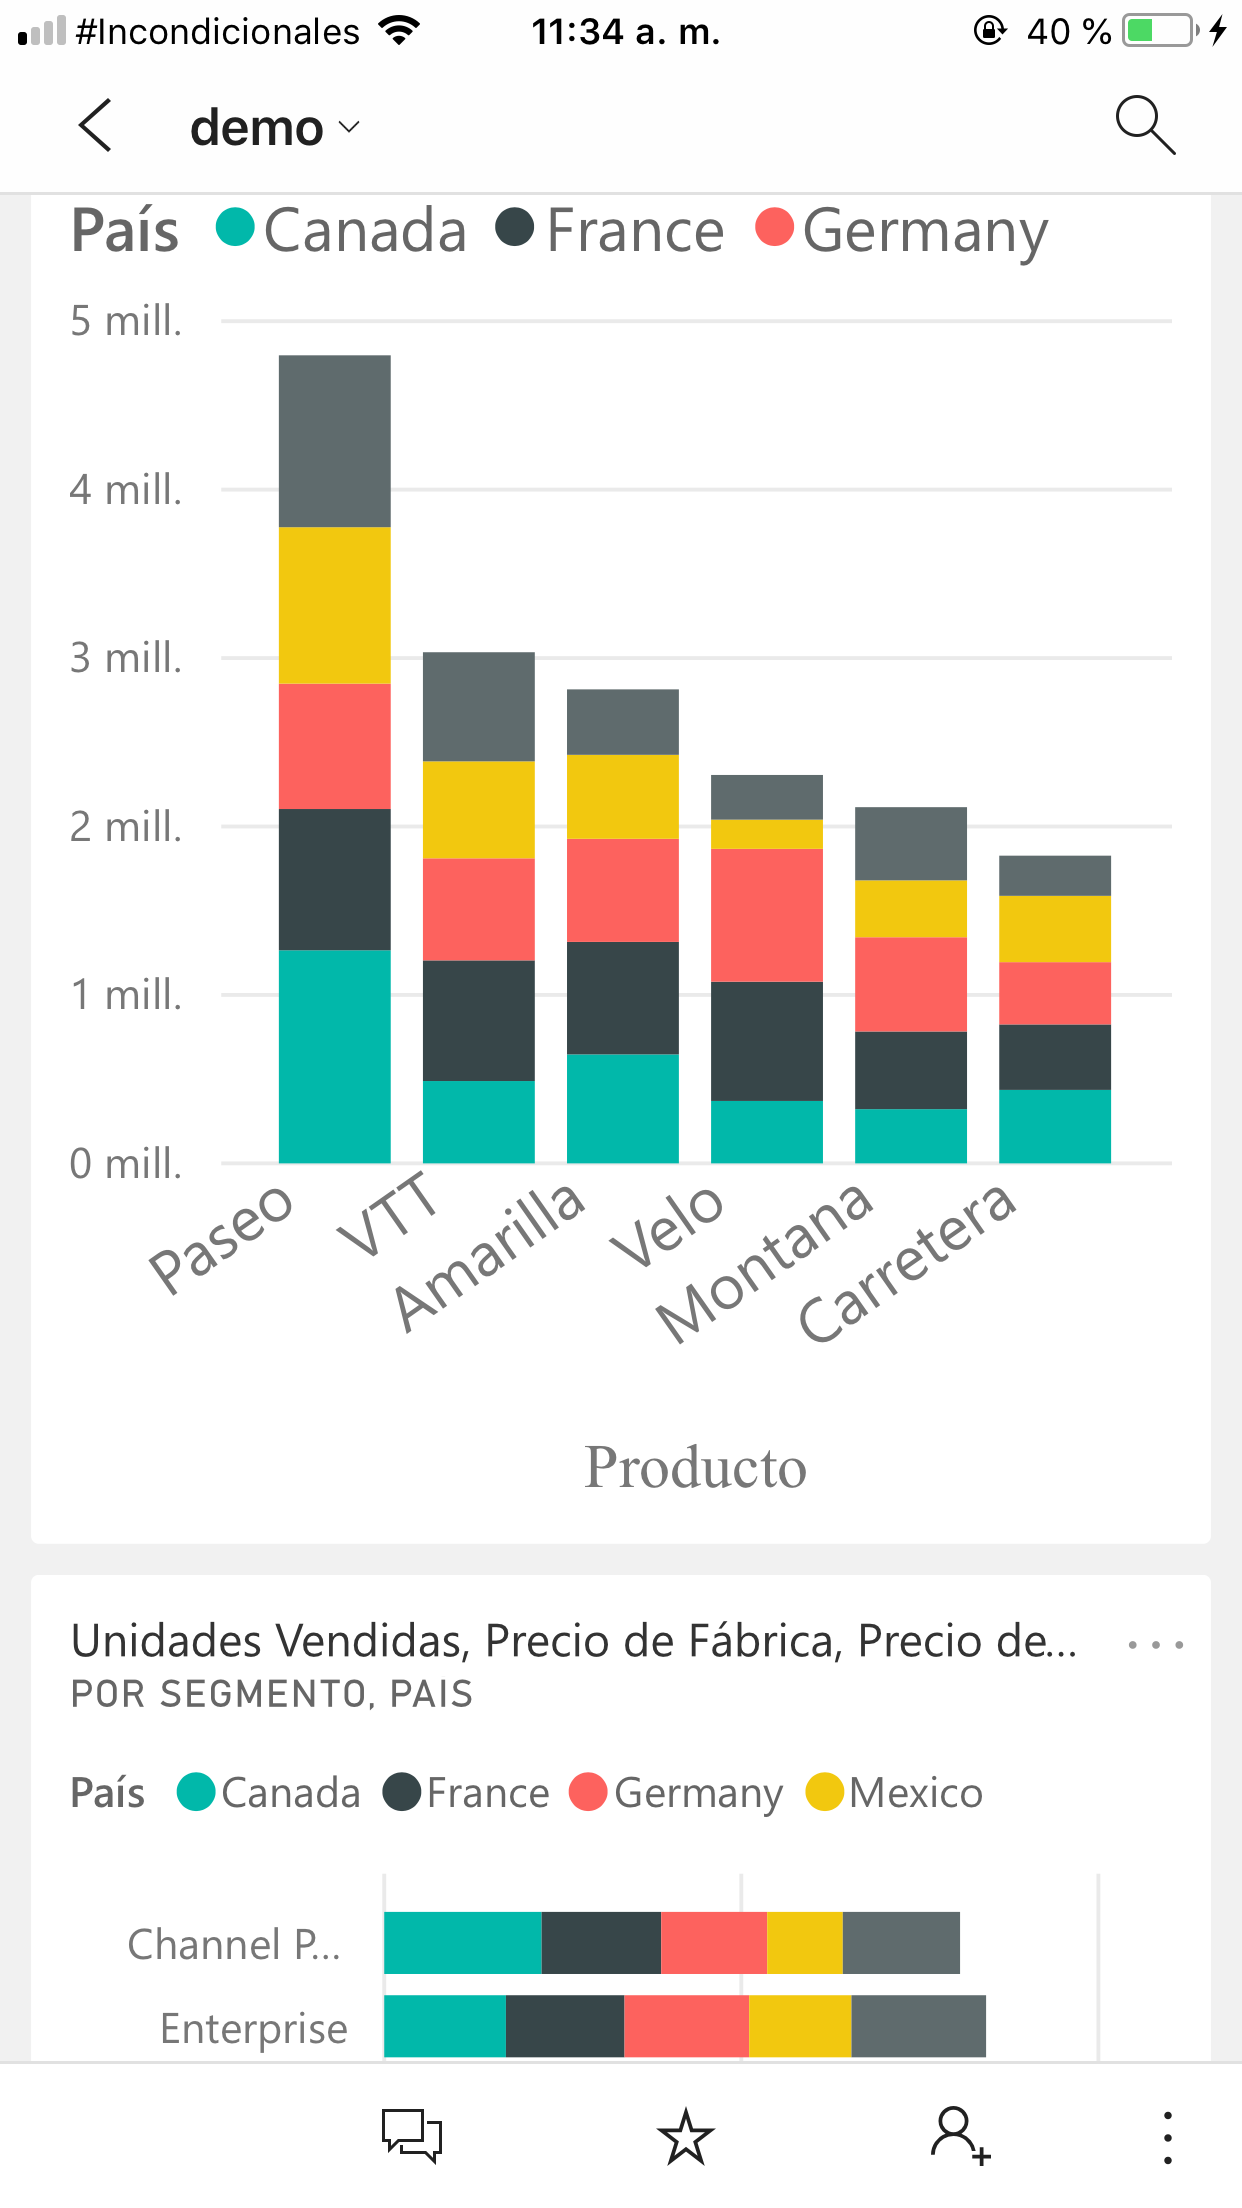 #Incondicionales 11:34 a. m. 40 %
demo
País Canada France Germany
5 mill.
4 mill.
3 mill.
2 mill.
1 mill.
0 mill.
Paseo VTT Amarilla Velo Montana Carretera
Producto
Unidades Vendidas, Precio de Fábrica, Precio de...
POR SEGMENTO, PAIS
País Canada France Germany Mexico
Channel P...
Enterprise